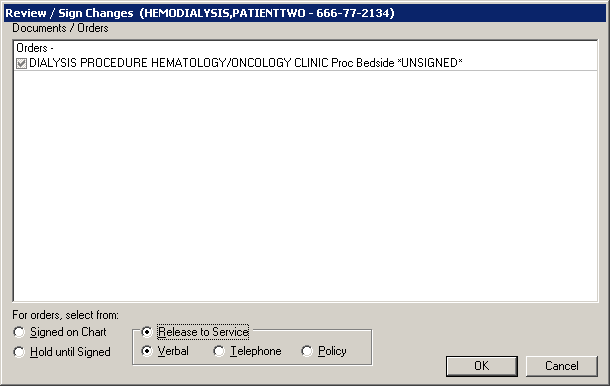 Review / Sign Changes (HEMODIALYSIS,PATIENTTWO - 666-77-2134)
Documents / Orders
Orders -
DIALYSIS PROCEDURE HEMATOLOGY/ONCOLOGY CLINIC Proc Bedside *UNSIGNED*
For orders, select from:
Signed on Chart Release to Service
Hold until Signed Verbal Telephone Policy
OK Cancel